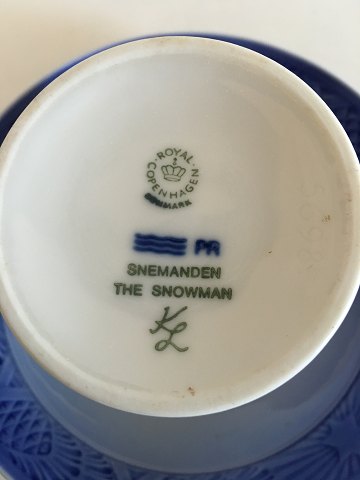 ROYAL
COPENHAGEN
DENMARK
PR
SNEMANDEN
THE SNOWMAN
KL